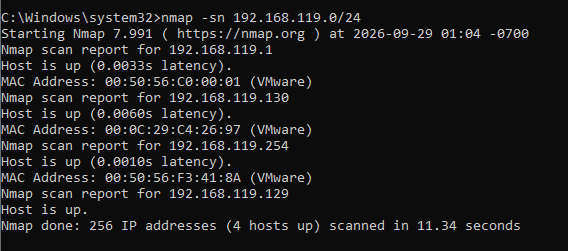 C:\Windows\system32>nmap -sn 192.168.119.0/24
Starting Nmap 7.991 ( https://nmap.org ) at 2026-09-29 01:04 -0700
Nmap scan report for 192.168.119.1
Host is up (0.0033s latency).
MAC Address: 00:50:56:C0:00:01 (VMware)
Nmap scan report for 192.168.119.130
Host is up (0.0060s latency).
MAC Address: 00:0C:29:C4:26:97 (VMware)
Nmap scan report for 192.168.119.254
Host is up (0.0010s latency).
MAC Address: 00:50:56:F3:41:8A (VMware)
Nmap scan report for 192.168.119.129
Host is up.
Nmap done: 256 IP addresses (4 hosts up) scanned in 11.34 seconds